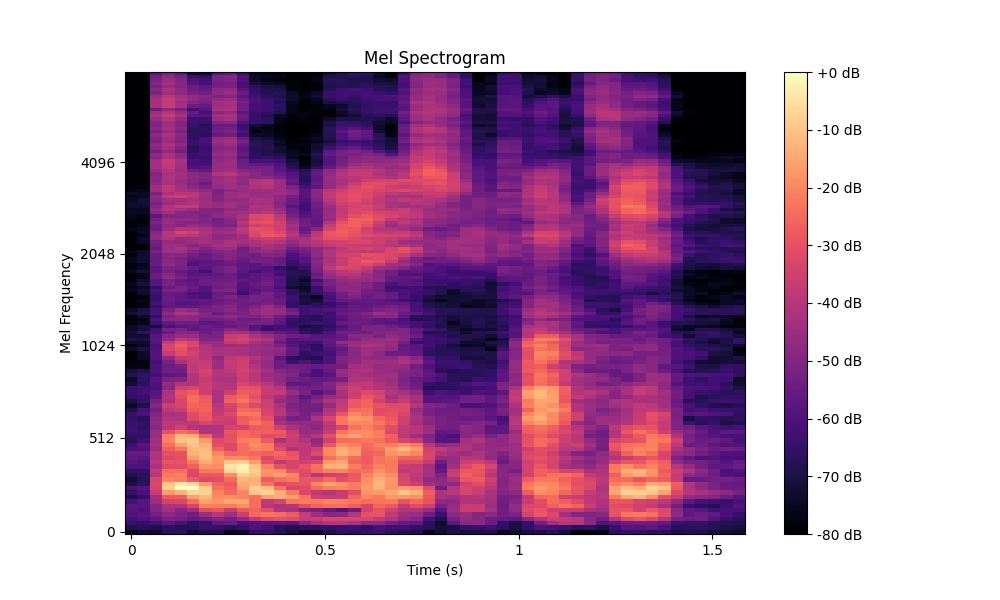 Mel Spectrogram
Mel Frequency
4096
2048
1024
512
0
0
0.5
1
1.5
Time (s)
+0 dB
-10 dB
-20 dB
-30 dB
-40 dB
-50 dB
-60 dB
-70 dB
-80 dB